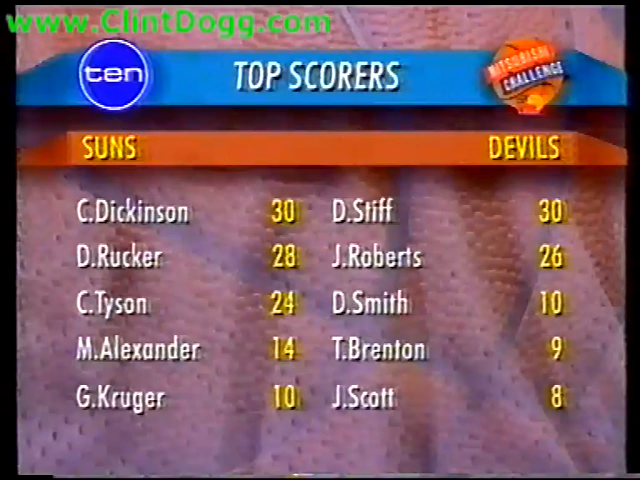 www.ClintDogg.com
ten
TOP SCORERS
MITSUBISHI
CHALLENGE
SUNS DEVILS
C.Dickinson 30 D.Stiff 30
D.Rucker 28 J.Roberts 26
C.Tyson 24 D.Smith 10
M.Alexander 14 T.Brenton 9
G.Kruger 10 J.Scott 8